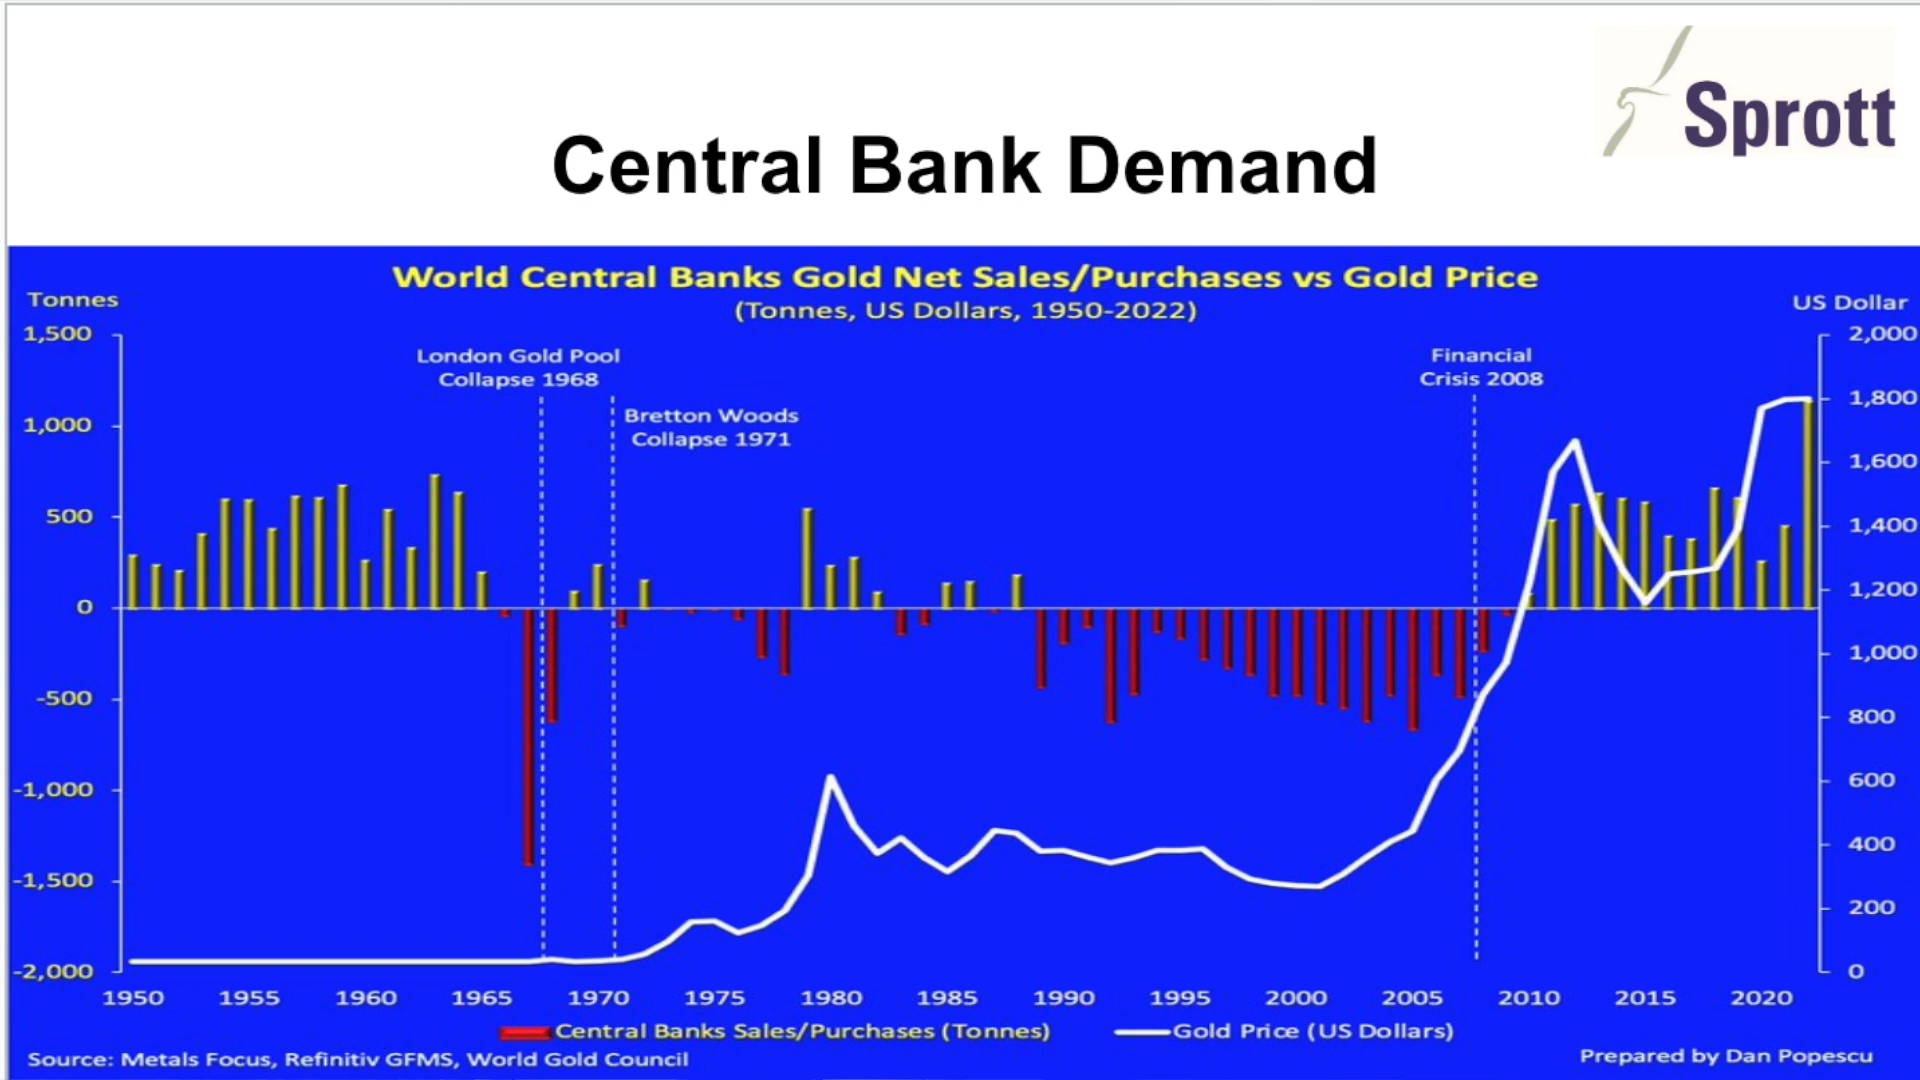 Sprott
Central Bank Demand
World Central Banks Gold Net Sales/Purchases vs Gold Price
(Tonnes, US Dollars, 1950-2022)
Tonnes
US Dollar
1,500
1,000
500
0
-500
-1,000
-1,500
-2,000
2,000
1,800
1,600
1,400
1,200
1,000
800
600
400
200
0
London Gold Pool
Collapse 1968
Bretton Woods
Collapse 1971
Financial
Crisis 2008
1950 1955 1960 1965 1970 1975 1980 1985 1990 1995 2000 2005 2010 2015 2020
Central Banks Sales/Purchases (Tonnes) Gold Price (US Dollars)
Source: Metals Focus, Refinitiv GFMS, World Gold Council
Prepared by Dan Popescu